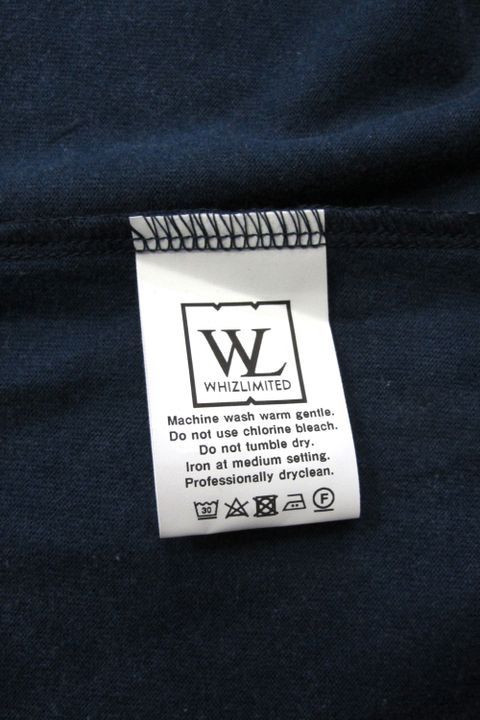 WL
WHIZLIMITED
Machine wash warm gentle.
Do not use chlorine bleach.
Do not tumble dry.
Iron at medium setting.
Professionally dryclean.
30 F